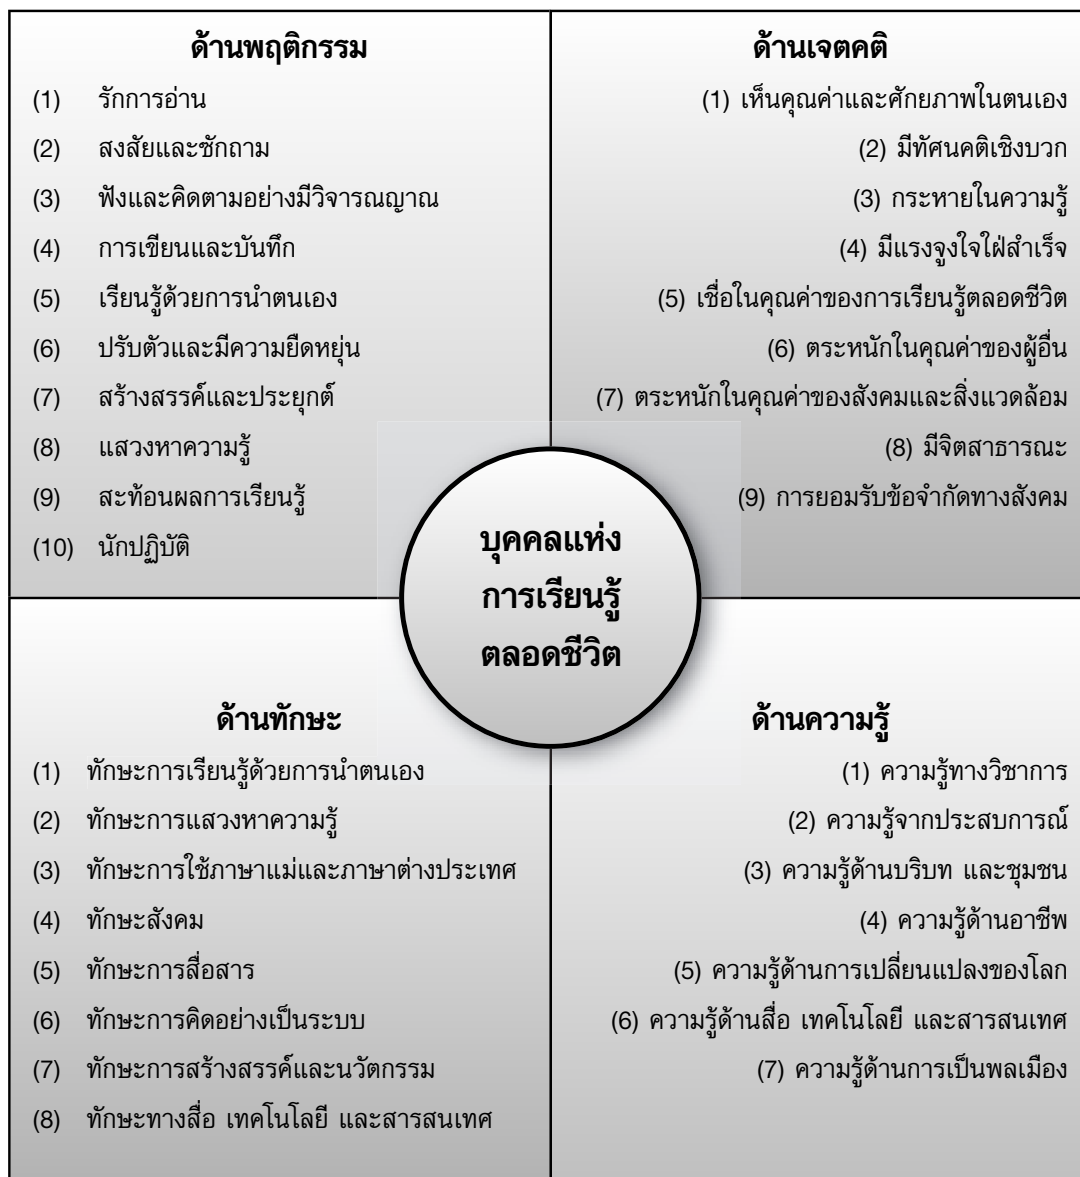 ด้านพฤติกรรม
(1) รักการอ่าน
(2) สงสัยและซักถาม
(3) ฟังและคิดตามอย่างมีวิจารณญาณ
(4) การเขียนและบันทึก
(5) เรียนรู้ด้วยการนำตนเอง
(6) ปรับตัวและมีความยืดหยุ่น
(7) สร้างสรรค์และประยุกต์
(8) แสวงหาความรู้
(9) สะท้อนผลการเรียนรู้
(10) นักปฏิบัติ
ด้านเจตคติ
(1) เห็นคุณค่าและศักยภาพในตนเอง
(2) มีทัศนคติเชิงบวก
(3) กระหายในความรู้
(4) มีแรงจูงใจใฝ่สำเร็จ
(5) เชื่อในคุณค่าของการเรียนรู้ตลอดชีวิต
(6) ตระหนักในคุณค่าของผู้อื่น
(7) ตระหนักในคุณค่าของสังคมและสิ่งแวดล้อม
(8) มีจิตสาธารณะ
(9) การยอมรับข้อจำกัดทางสังคม
บุคคลแห่ง
การเรียนรู้
ตลอดชีวิต
ด้านทักษะ
(1) ทักษะการเรียนรู้ด้วยการนำตนเอง
(2) ทักษะการแสวงหาความรู้
(3) ทักษะการใช้ภาษาแม่และภาษาต่างประเทศ
(4) ทักษะสังคม
(5) ทักษะการสื่อสาร
(6) ทักษะการคิดอย่างเป็นระบบ
(7) ทักษะการสร้างสรรค์และนวัตกรรม
(8) ทักษะทางสื่อ เทคโนโลยี และสารสนเทศ
ด้านความรู้
(1) ความรู้ทางวิชาการ
(2) ความรู้จากประสบการณ์
(3) ความรู้ด้านบริบท และชุมชน
(4) ความรู้ด้านอาชีพ
(5) ความรู้ด้านการเปลี่ยนแปลงของโลก
(6) ความรู้ด้านสื่อ เทคโนโลยี และสารสนเทศ
(7) ความรู้ด้านการเป็นพลเมือง